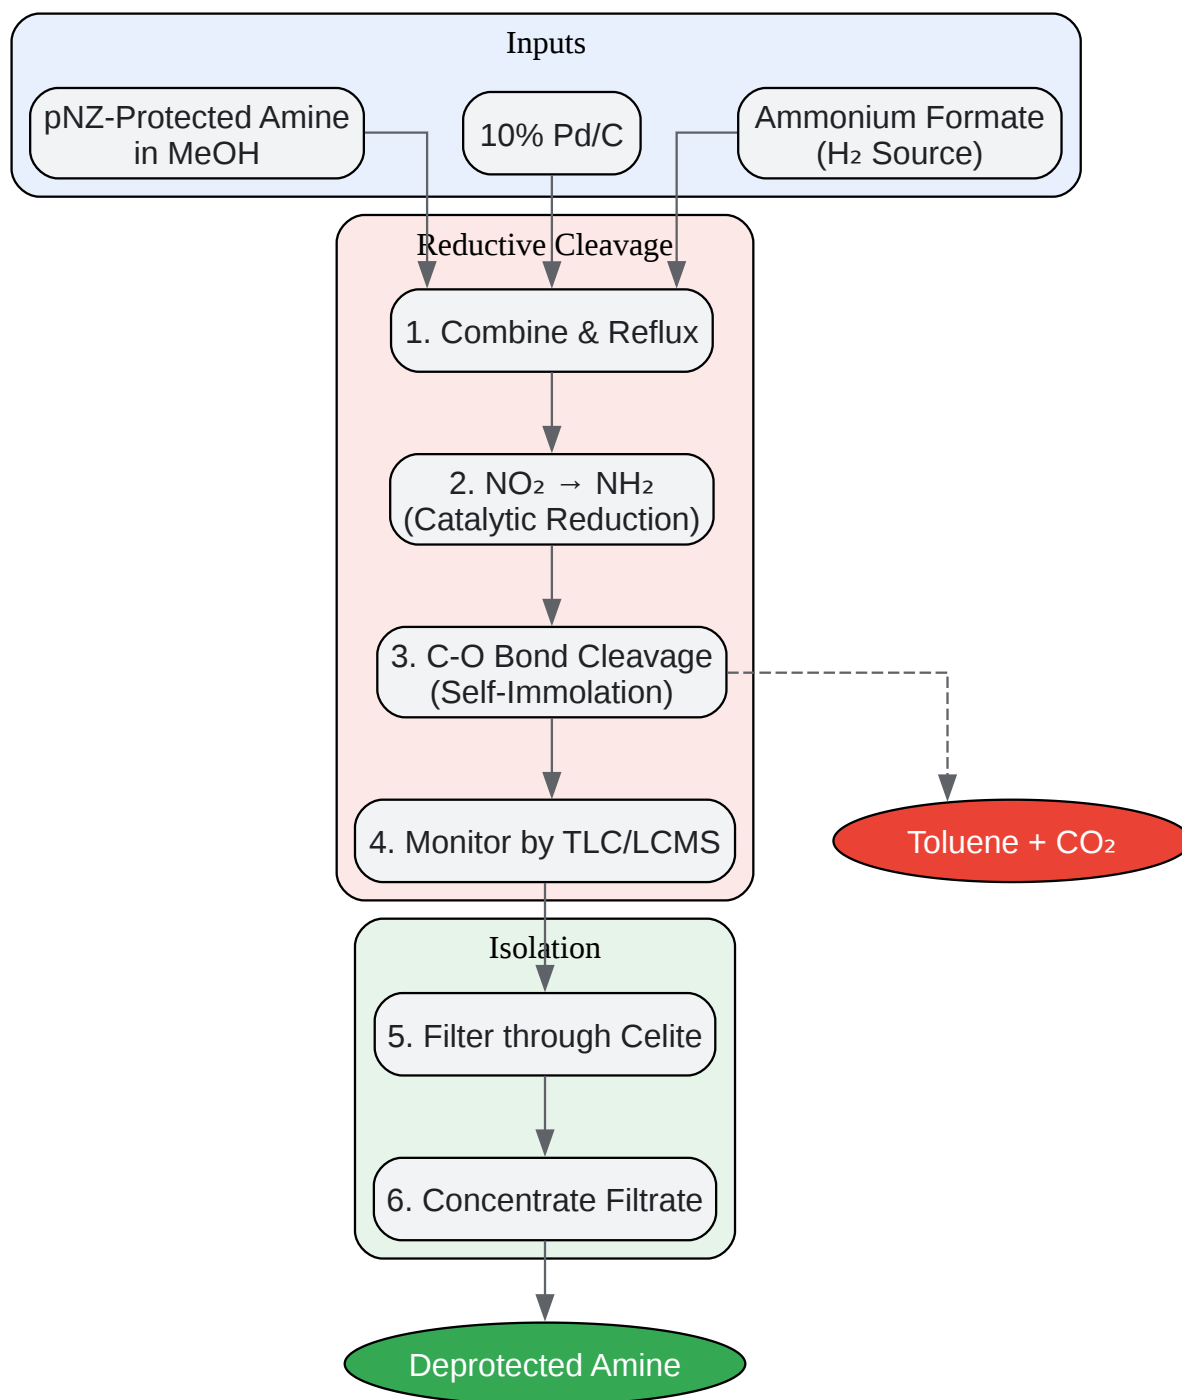 Inputs
pNZ-Protected Amine
in MeOH
10% Pd/C
Ammonium Formate
(H₂ Source)
Reductive Cleavage
1. Combine & Reflux
2. NO₂ → NH₂
(Catalytic Reduction)
3. C-O Bond Cleavage
(Self-Immolation)
4. Monitor by TLC/LCMS
Toluene + CO₂
Isolation
5. Filter through Celite
6. Concentrate Filtrate
Deprotected Amine